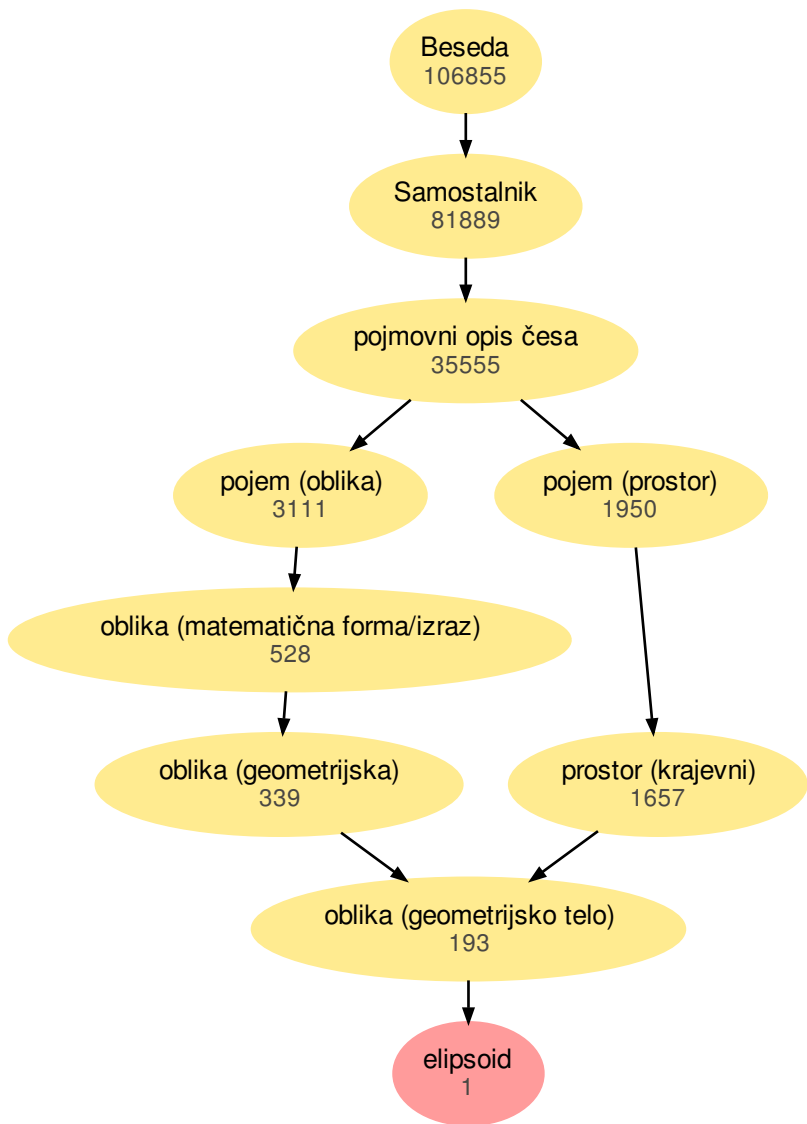 Beseda
106855
Samostalnik
81889
pojmovni opis česa
35555
pojem (oblika)
3111
pojem (prostor)
1950
oblika (matematična forma/izraz)
528
oblika (geometrijska)
339
prostor (krajevni)
1657
oblika (geometrijsko telo)
193
elipsoid
1